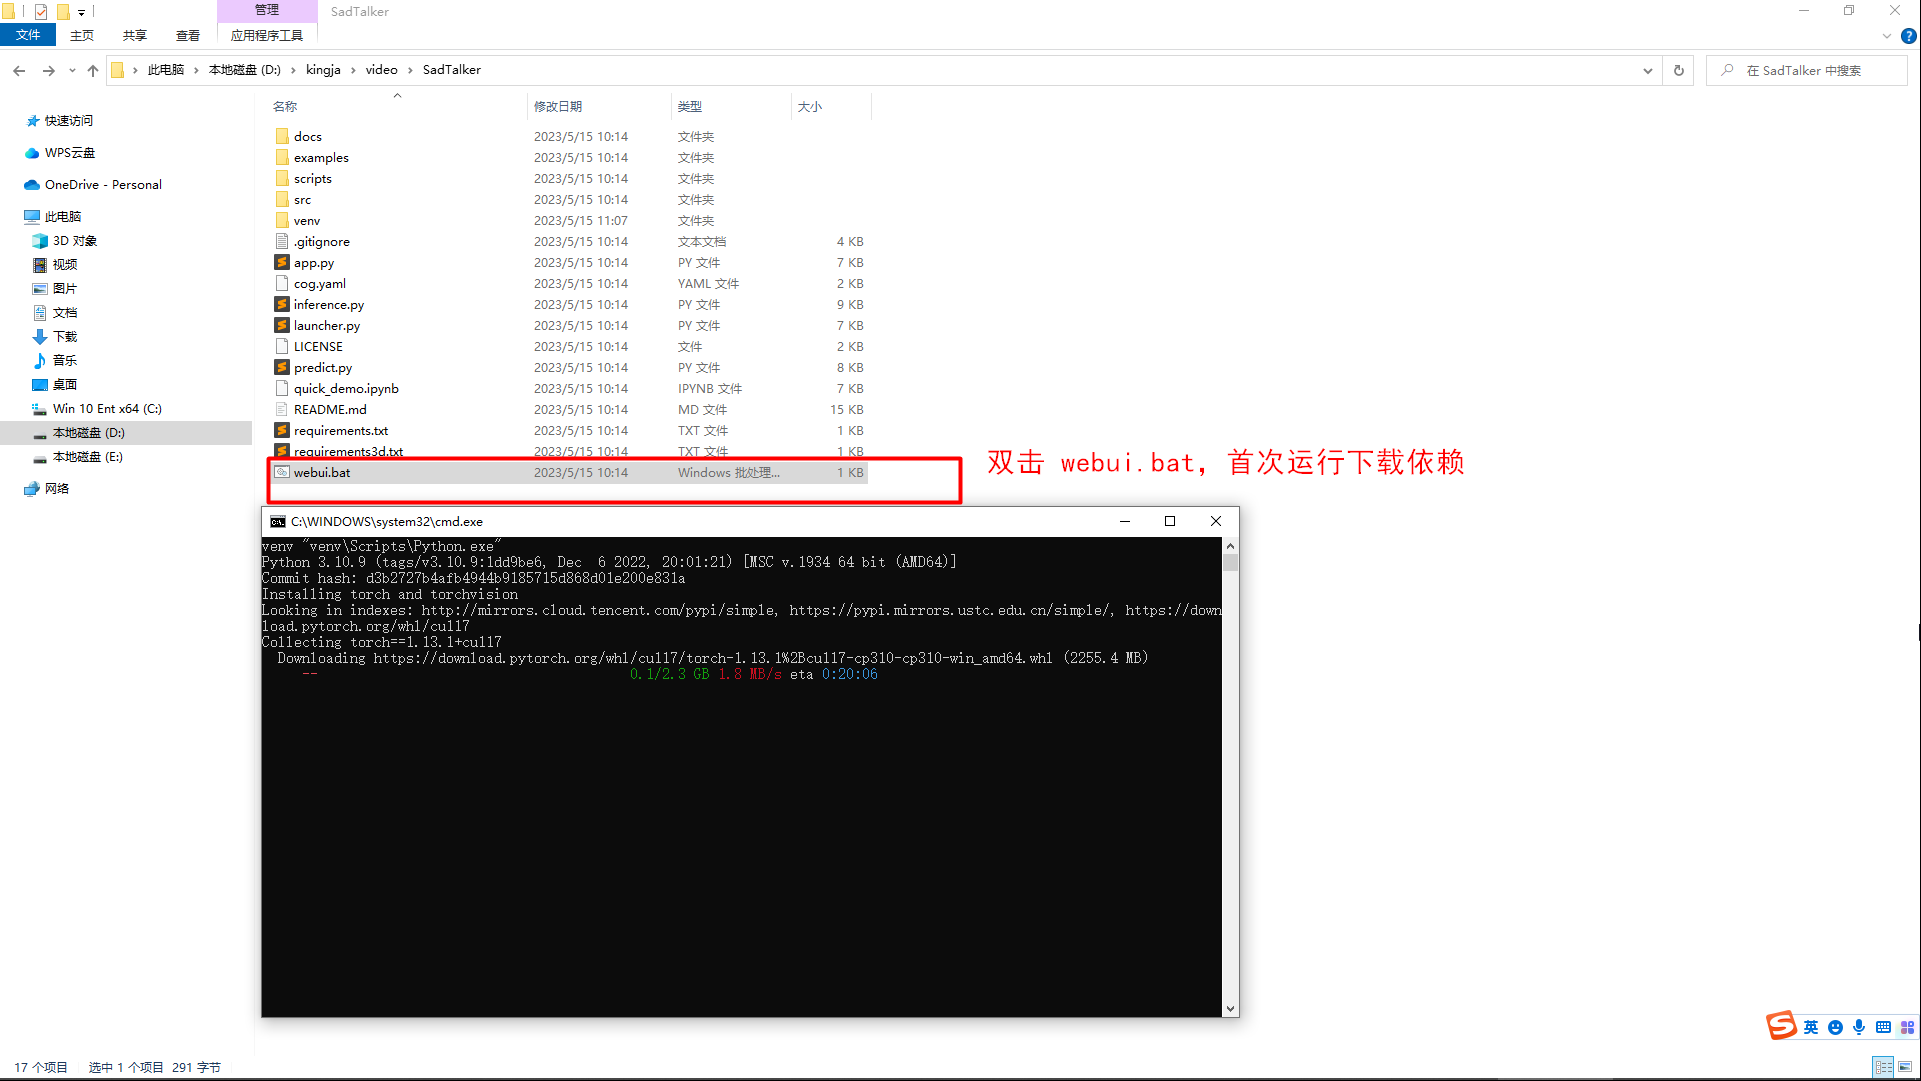 管理
SadTalker
文件 主页 共享 查看 应用程序工具
此电脑 › 本地磁盘 (D:) › kingja › video › SadTalker
在 SadTalker 中搜索
名称 修改日期 类型 大小
快速访问
WPS云盘
OneDrive - Personal
此电脑
3D 对象
视频
图片
文档
下载
音乐
桌面
Win 10 Ent x64 (C:)
本地磁盘 (D:)
本地磁盘 (E:)
网络
docs 2023/5/15 10:14 文件夹
examples 2023/5/15 10:14 文件夹
scripts 2023/5/15 10:14 文件夹
src 2023/5/15 10:14 文件夹
venv 2023/5/15 11:07 文件夹
.gitignore 2023/5/15 10:14 文本文档 4 KB
app.py 2023/5/15 10:14 PY 文件 7 KB
cog.yaml 2023/5/15 10:14 YAML 文件 2 KB
inference.py 2023/5/15 10:14 PY 文件 9 KB
launcher.py 2023/5/15 10:14 PY 文件 7 KB
LICENSE 2023/5/15 10:14 文件 2 KB
predict.py 2023/5/15 10:14 PY 文件 8 KB
quick_demo.ipynb 2023/5/15 10:14 IPYNB 文件 7 KB
README.md 2023/5/15 10:14 MD 文件 15 KB
requirements.txt 2023/5/15 10:14 TXT 文件 1 KB
requirements3d.txt 2023/5/15 10:14 TXT 文件 1 KB
webui.bat 2023/5/15 10:14 Windows 批处理... 1 KB
双击 webui.bat，首次运行下载依赖
C:\WINDOWS\system32\cmd.exe
venv "venv\Scripts\Python.exe"
Python 3.10.9 (tags/v3.10.9:1dd9be6, Dec  6 2022, 20:01:21) [MSC v.1934 64 bit (AMD64)]
Commit hash: d3b2727b4afb4944b9185715d868d01e200e831a
Installing torch and torchvision
Looking in indexes: http://mirrors.cloud.tencent.com/pypi/simple, https://pypi.mirrors.ustc.edu.cn/simple/, https://down
load.pytorch.org/whl/cu117
Collecting torch==1.13.1+cu117
Downloading https://download.pytorch.org/whl/cu117/torch-1.13.1%2Bcu117-cp310-cp310-win_amd64.whl (2255.4 MB)
-- 0.1/2.3 GB 1.8 MB/s eta 0:20:06
英
17 个项目 选中 1 个项目 291 字节